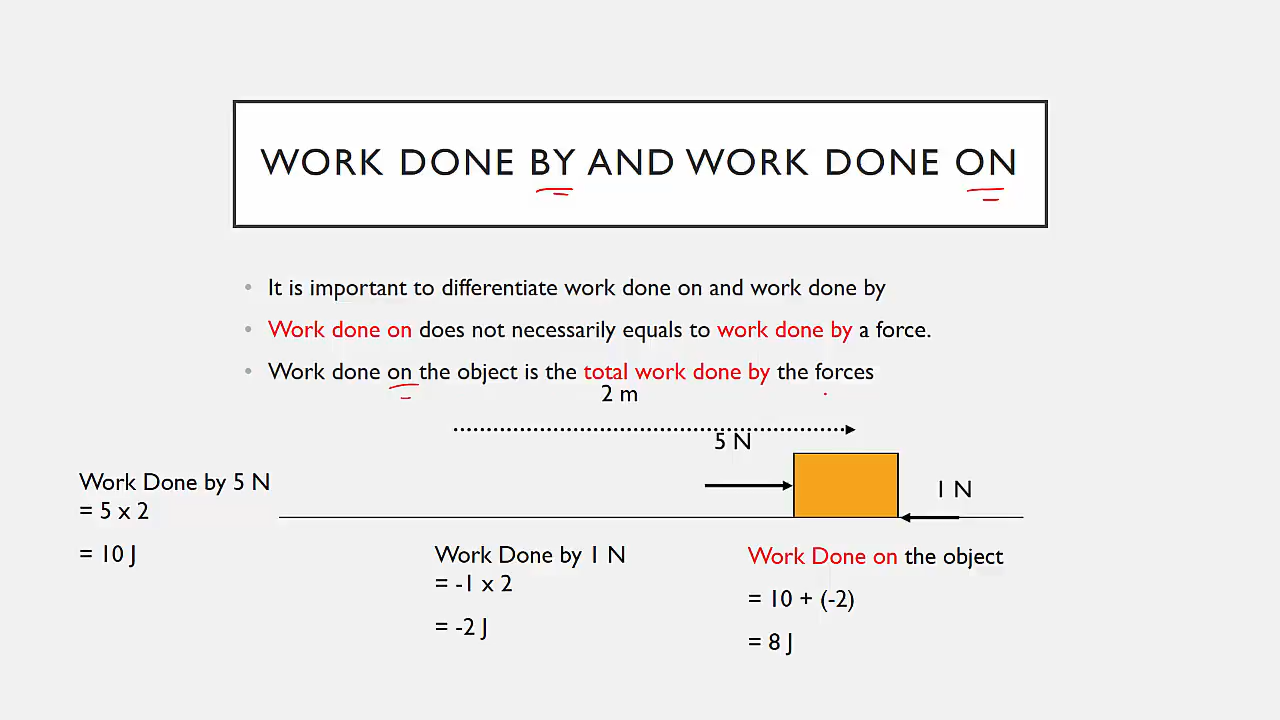 WORK DONE BY AND WORK DONE ON
• It is important to differentiate work done on and work done by
• Work done on does not necessarily equals to work done by a force.
• Work done on the object is the total work done by the forces
2 m
5 N
1 N
Work Done by 5 N
= 5 x 2
= 10 J
Work Done by 1 N
= -1 x 2
= -2 J
Work Done on the object
= 10 + (-2)
= 8 J